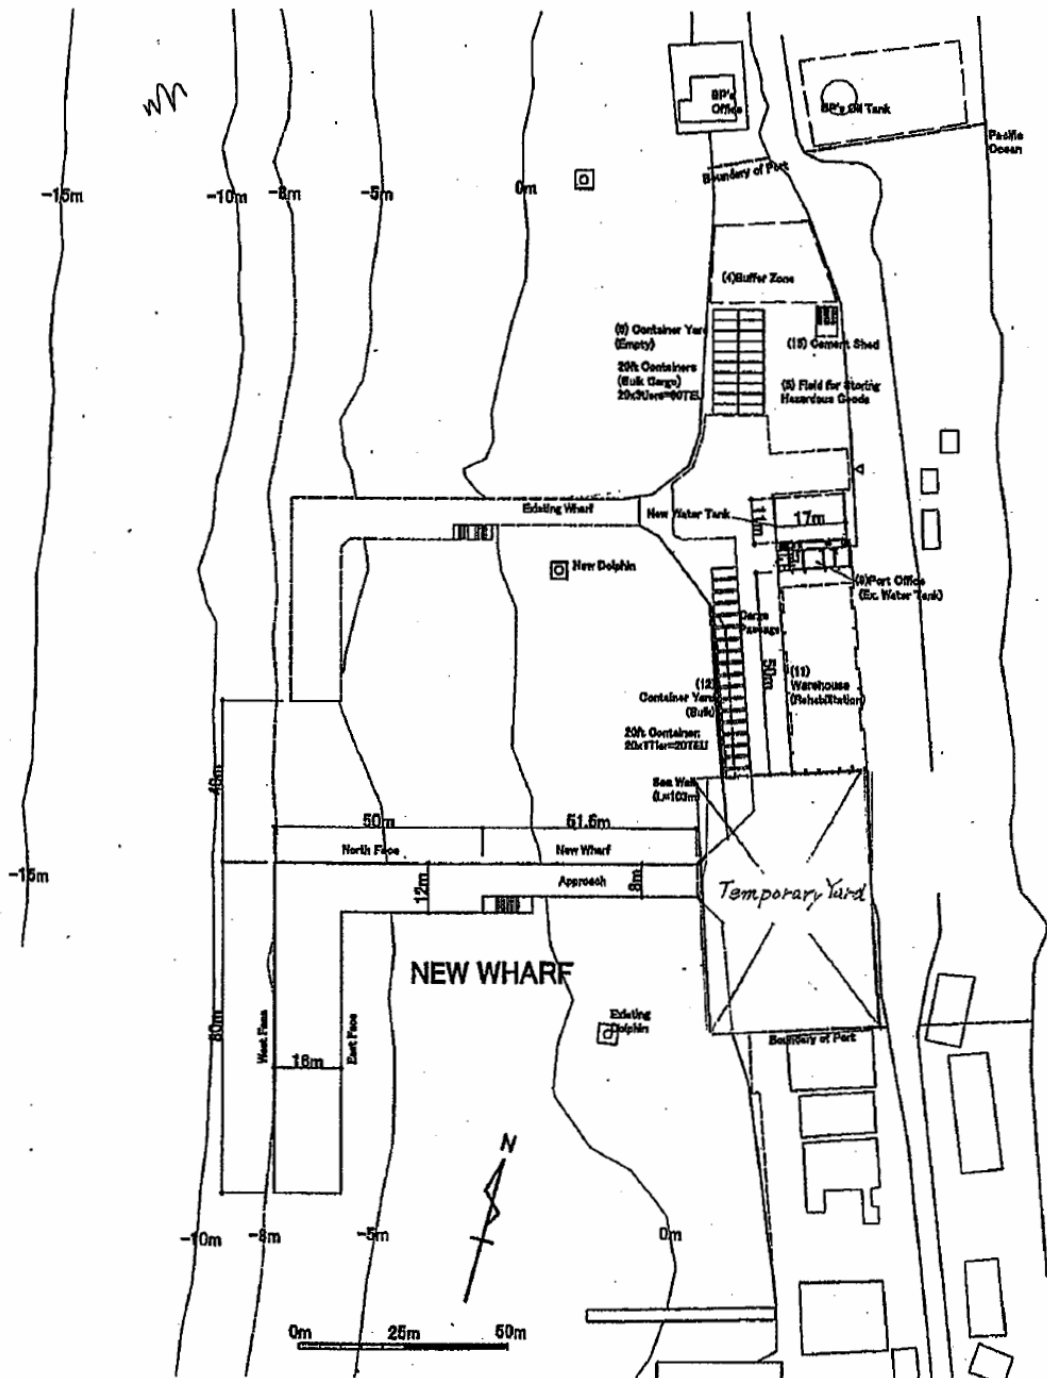 BP's
Office
BP's Oil Tank
Pacific
Ocean
Boundary of Port
-15m
-10m
-8m
-5m
0m
(4)Buffer Zone
Container Yard
(Empty)
20ft Containers
(Bulk Cargo)
20x3Tiers=60TEU
(15) Cement Shed
(5) Field for Storing
Hazardous Goods
Existing Wharf
New Water Tank
11m
17m
New Dolphin
Port Office
(Ex. Water Tank)
Cargo
Passage
50m
(11)
Warehouse
(Rehabilitation)
(12)
Container Yard
(Bulk)
20ft Container
20x1Tier=20TEU
Sea Wall
(L=103m
50m
51.5m
North Face
New Wharf
-15m
12m
Approach
8m
Temporary Yard
NEW WHARF
80m
West Face
East Face
Existing
Dolphin
Boundary of Port
N
-10m
-8m
-5m
0m
0m
25m
50m